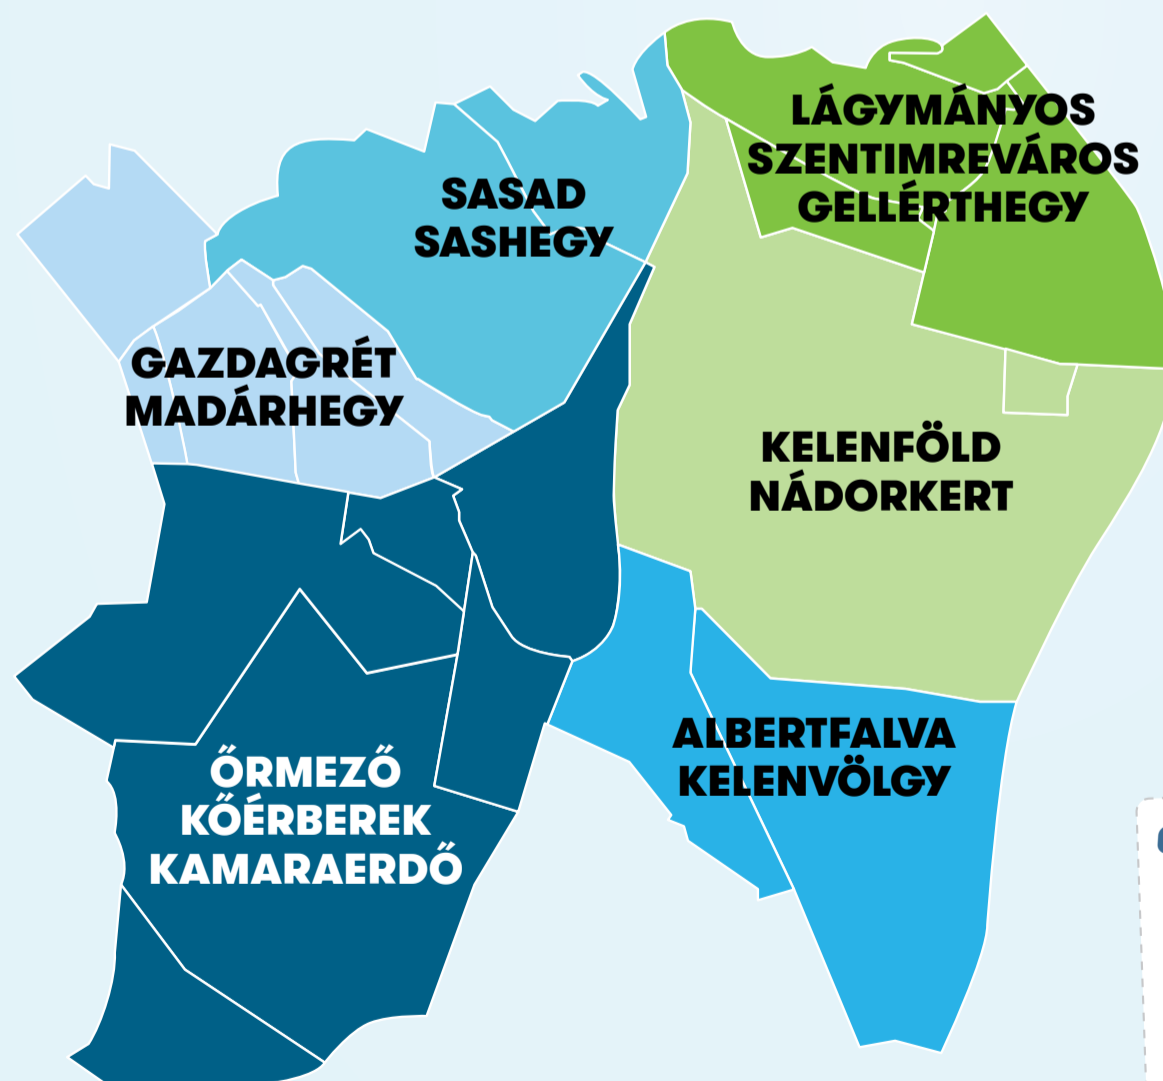 LÁGYMÁNYOS
SZENTIMREVÁROS
GELLÉRTHEGY
SASAD
SASHEGY
GAZDAGRÉT
MADÁRHEGY
KELENFÖLD
NÁDORKERT
ALBERTFALVA
KELENVÖLGY
ŐRMEZŐ
KŐÉRBEREK
KAMARAERDŐ